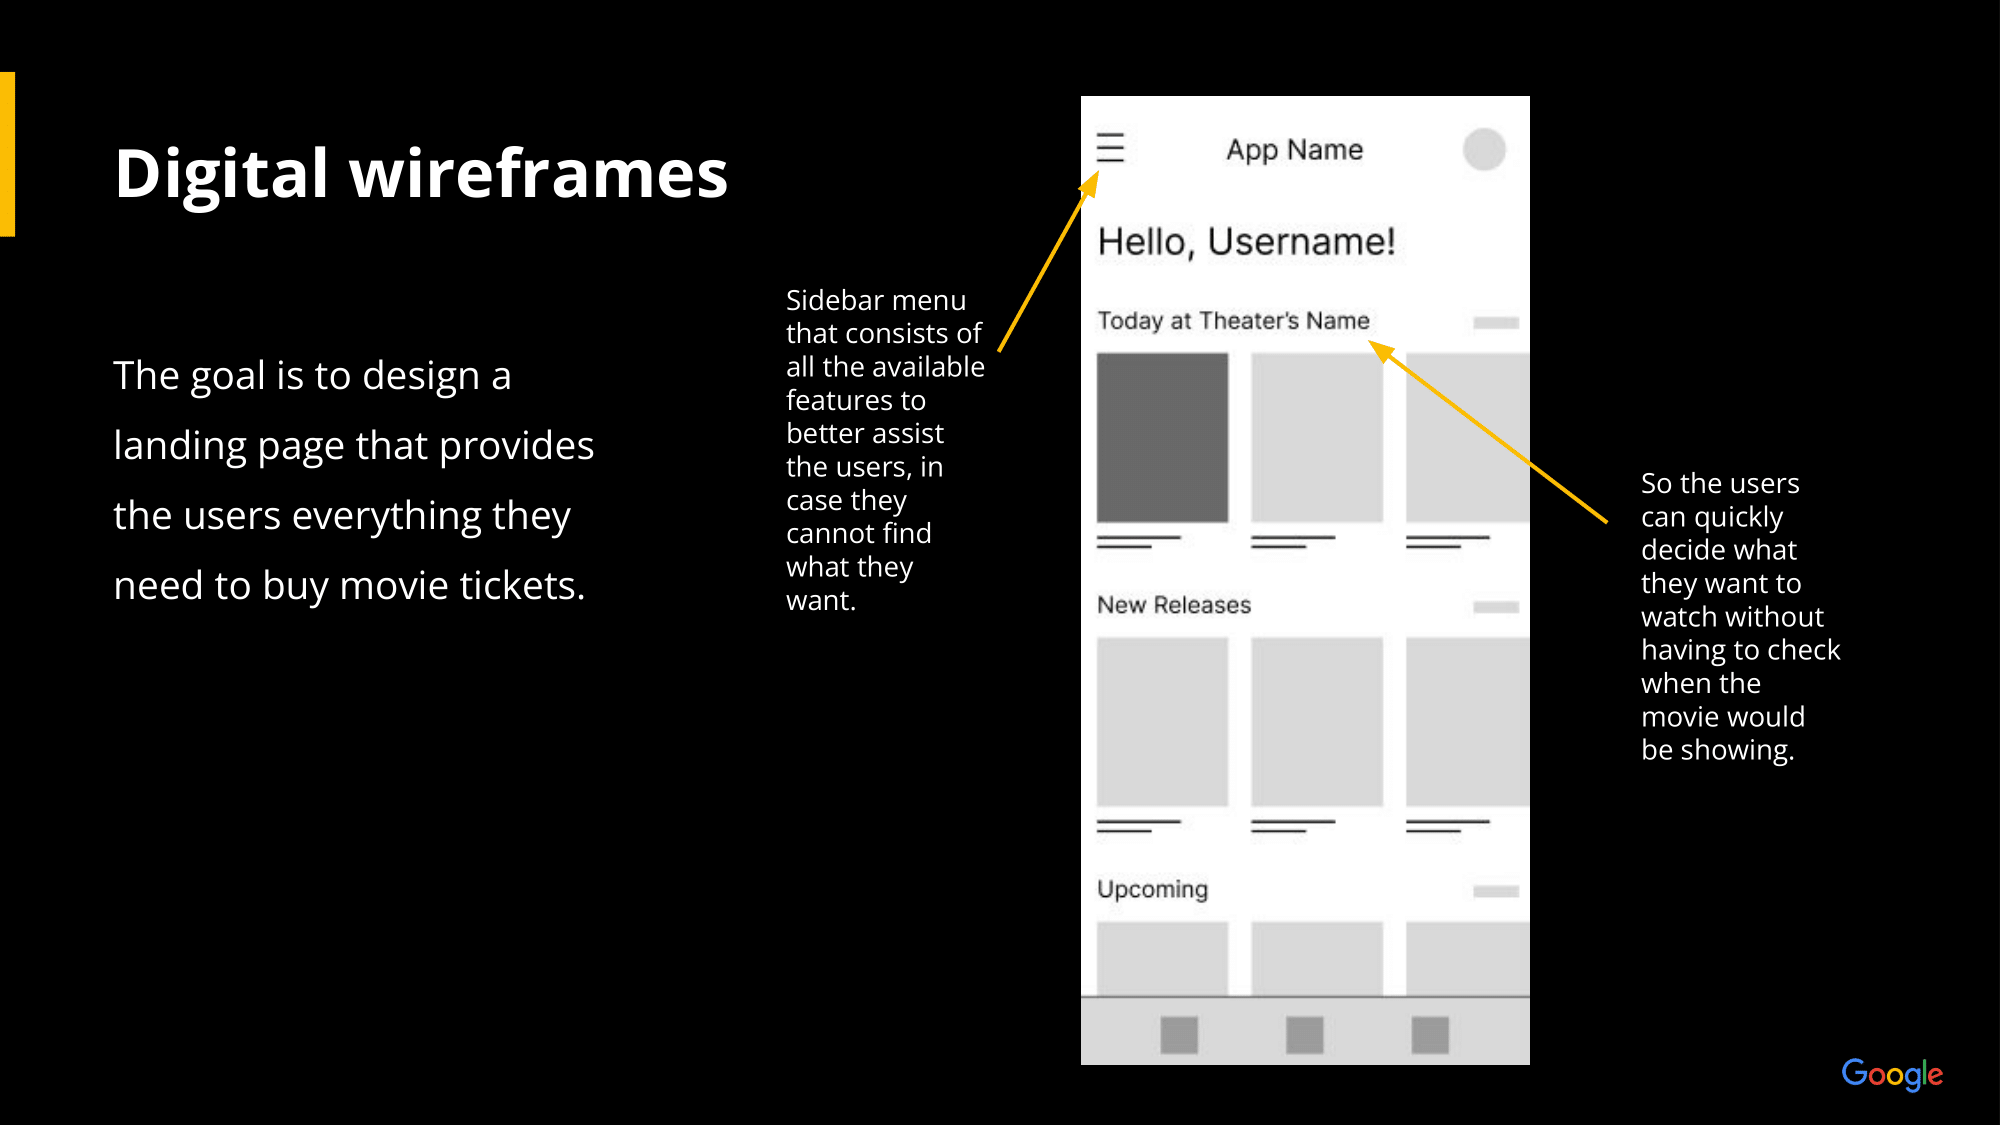 Digital wireframes
The goal is to design a
landing page that provides
the users everything they
need to buy movie tickets.
Sidebar menu
that consists of
all the available
features to
better assist
the users, in
case they
cannot find
what they
want.
App Name
Hello, Username!
Today at Theater's Name
New Releases
Upcoming
So the users
can quickly
decide what
they want to
watch without
having to check
when the
movie would
be showing.
Google